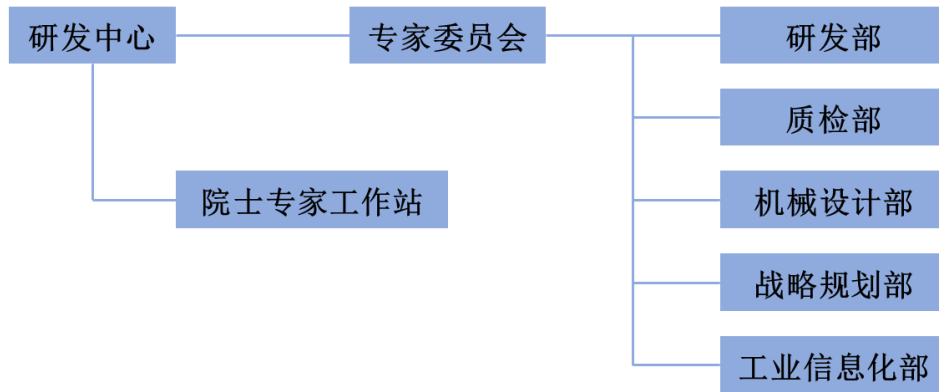 研发中心
专家委员会
研发部
质检部
院士专家工作站
机械设计部
战略规划部
工业信息化部